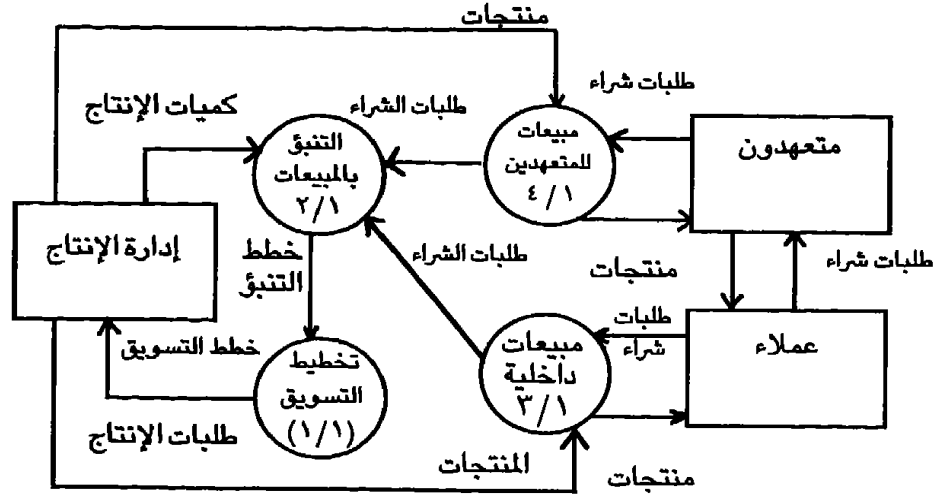 منتجات
طلبات شراء
كميات الإنتاج
طلبات الشراء
متعهدون
مبيعات
للمتعهدين
٤ / ١
التنبؤ
بالمبيعات
٢/١
إدارة الإنتاج
طلبات شراء
منتجات
طلبات الشراء
خطط
التنبؤ
طلبات
شراء
عملاء
مبيعات
داخلية
٣/١
خطط التسويق
تخطيط
التسويق
(١/١)
طلبات الإنتاج
المنتجات
منتجات